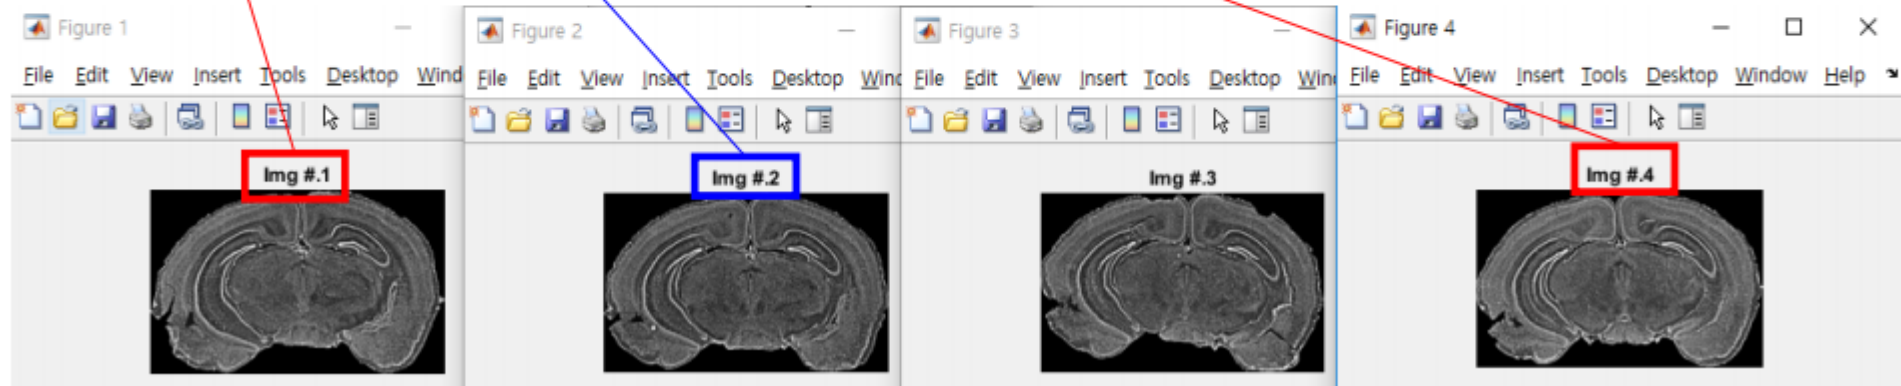 Figure 1
File Edit View Insert Tools Desktop Wind
Img #.1
Figure 2
File Edit View Insert Tools Desktop Winc
Img #.2
Figure 3
File Edit View Insert Tools Desktop Win
Img #.3
Figure 4
File Edit View Insert Tools Desktop Window Help
Img #.4